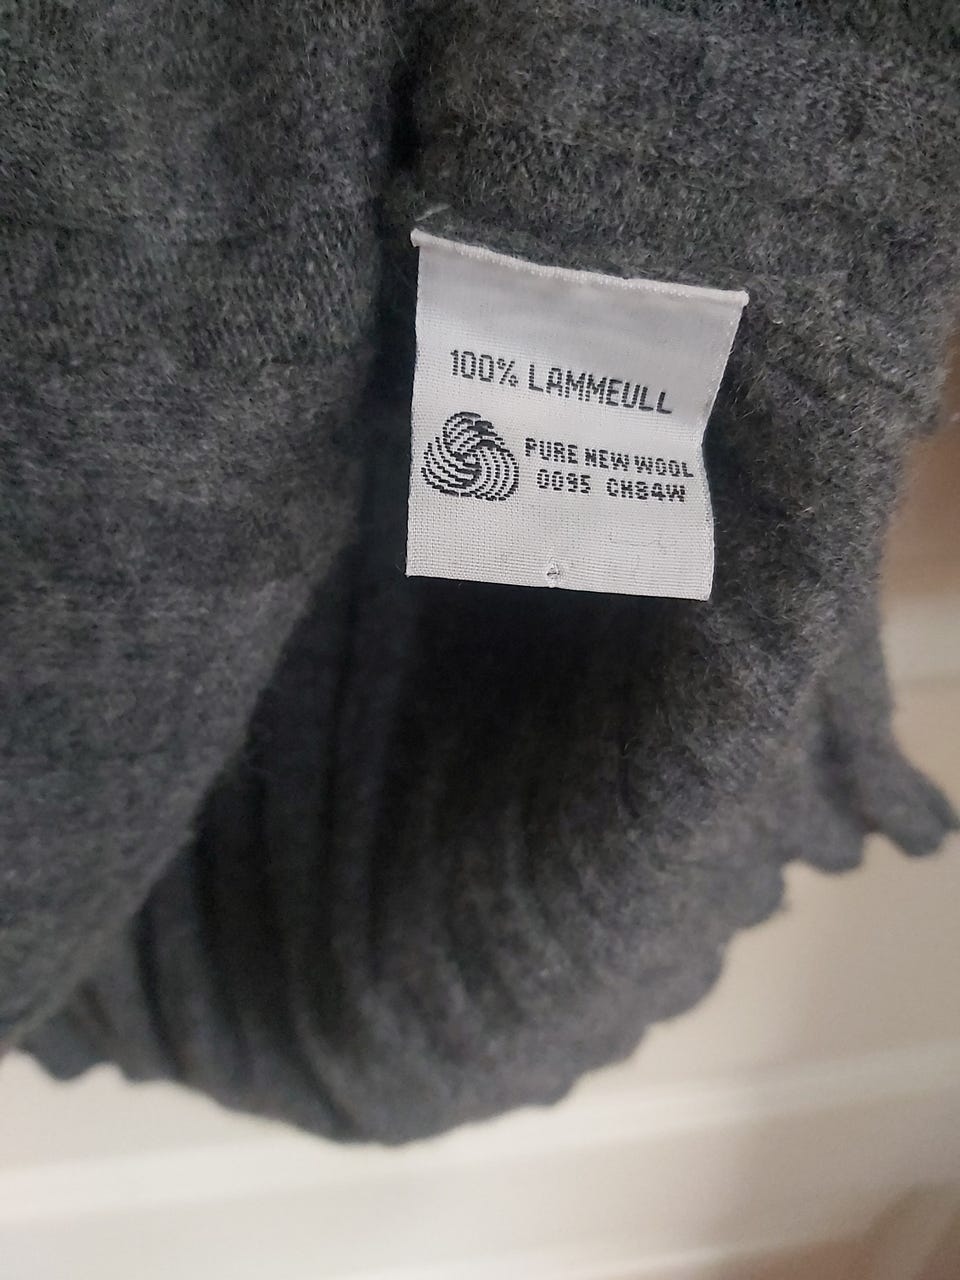 100% LAMMEULL
PURE NEW WOOL
0095 CH84W